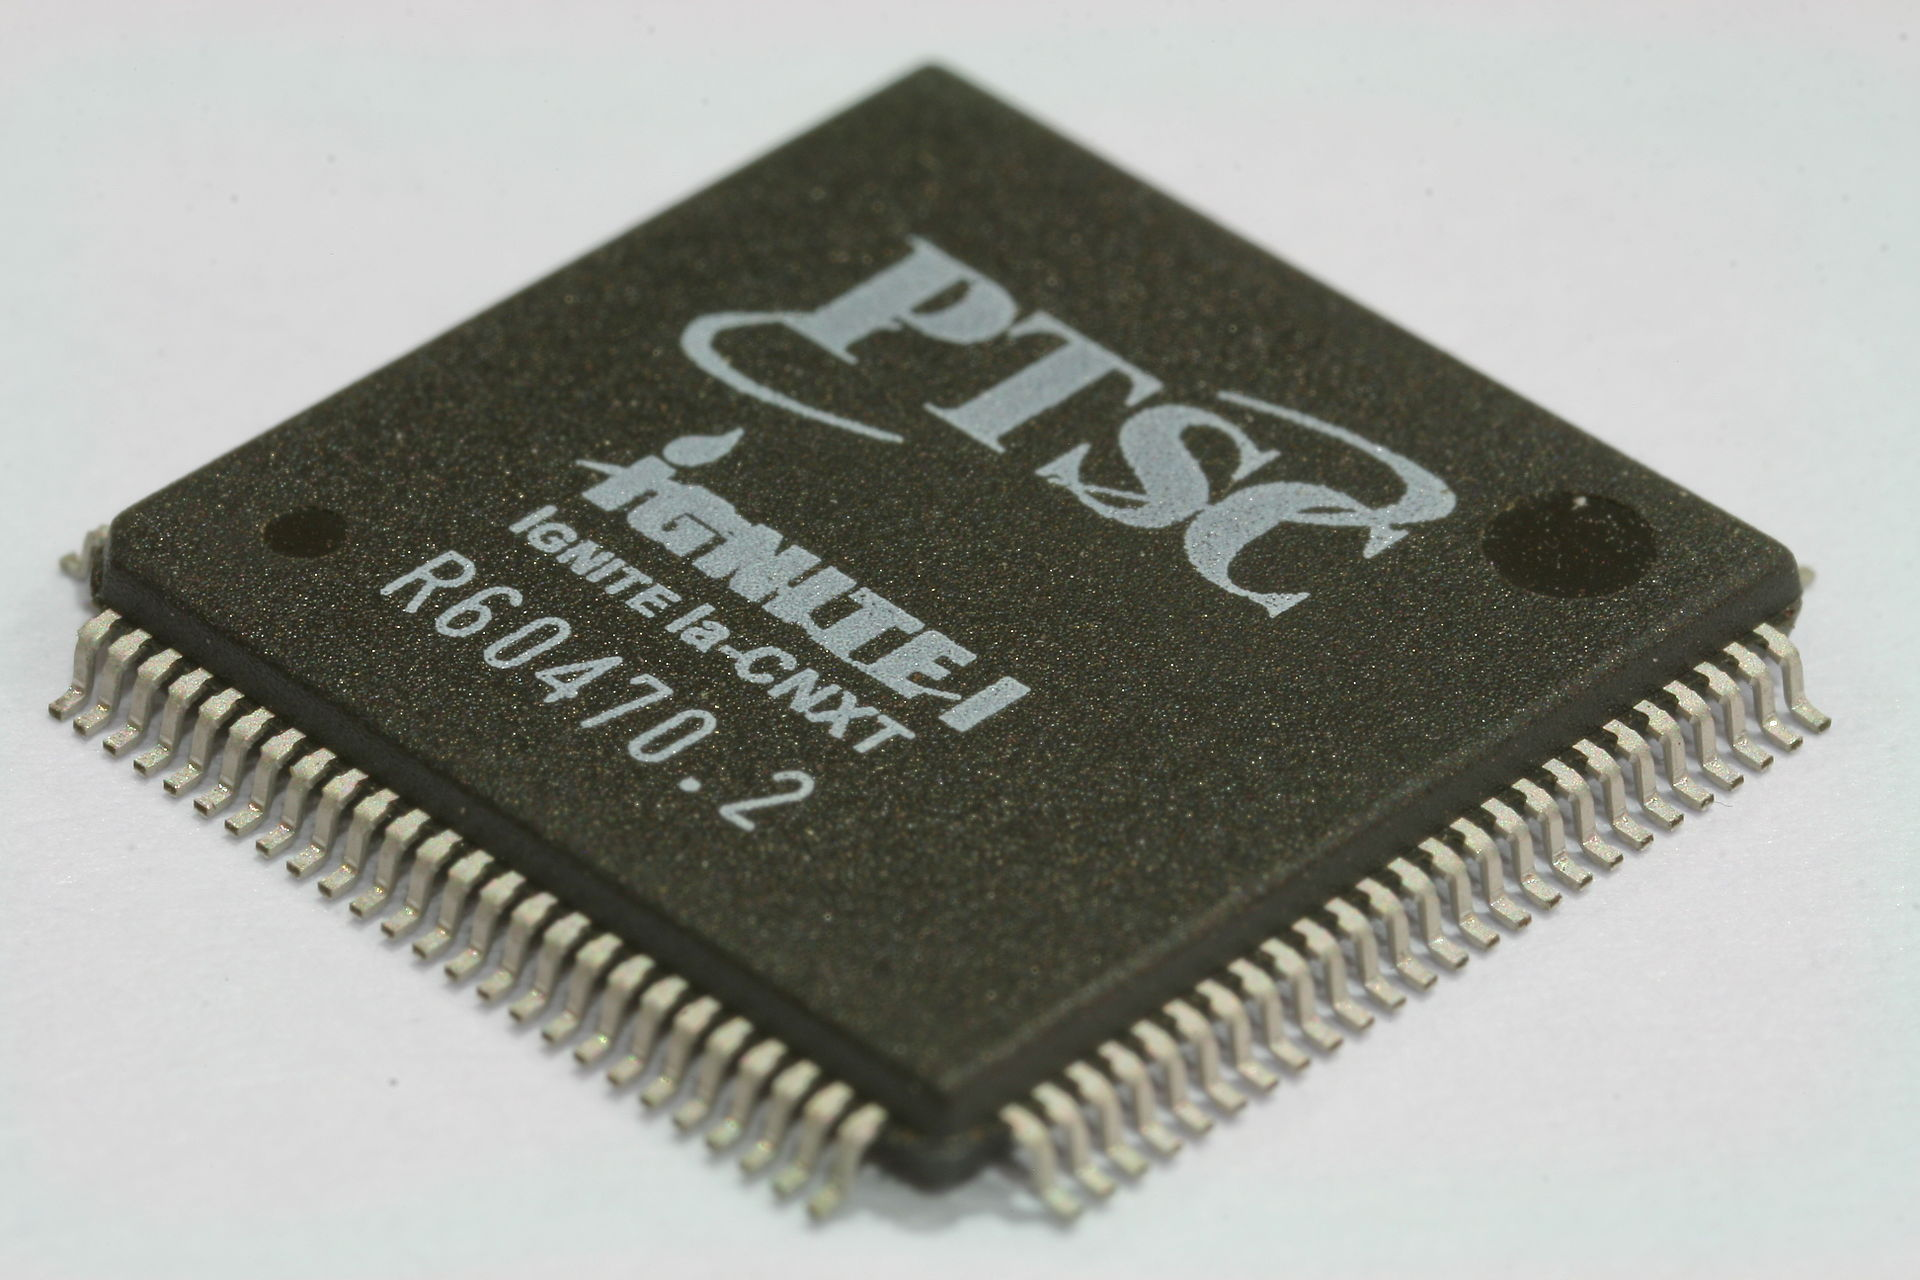 PTSC
iGNITE I
IGNITE Ia-CNXT
R60470.2